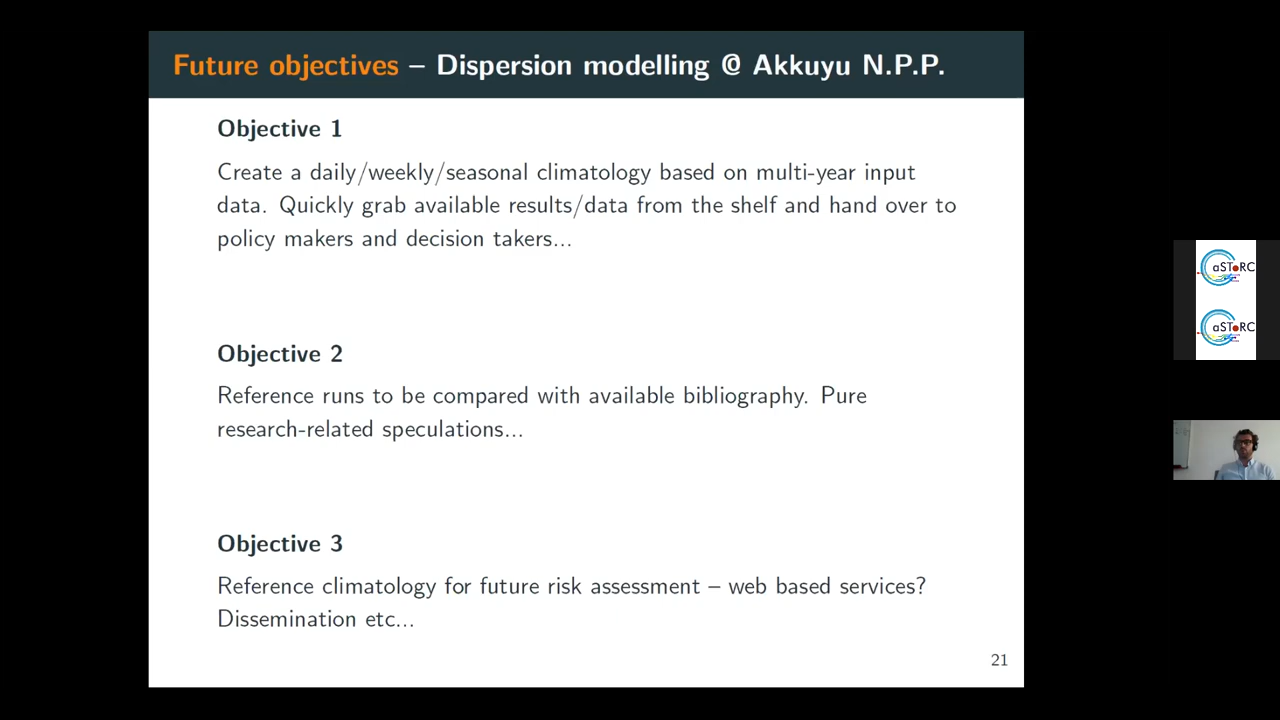 Future objectives – Dispersion modelling @ Akkuyu N.P.P.
Objective 1
Create a daily/weekly/seasonal climatology based on multi-year input
data. Quickly grab available results/data from the shelf and hand over to
policy makers and decision takers...
Objective 2
Reference runs to be compared with available bibliography. Pure
research-related speculations...
Objective 3
Reference climatology for future risk assessment – web based services?
Dissemination etc...
21
CaSToRC
CaSToRC